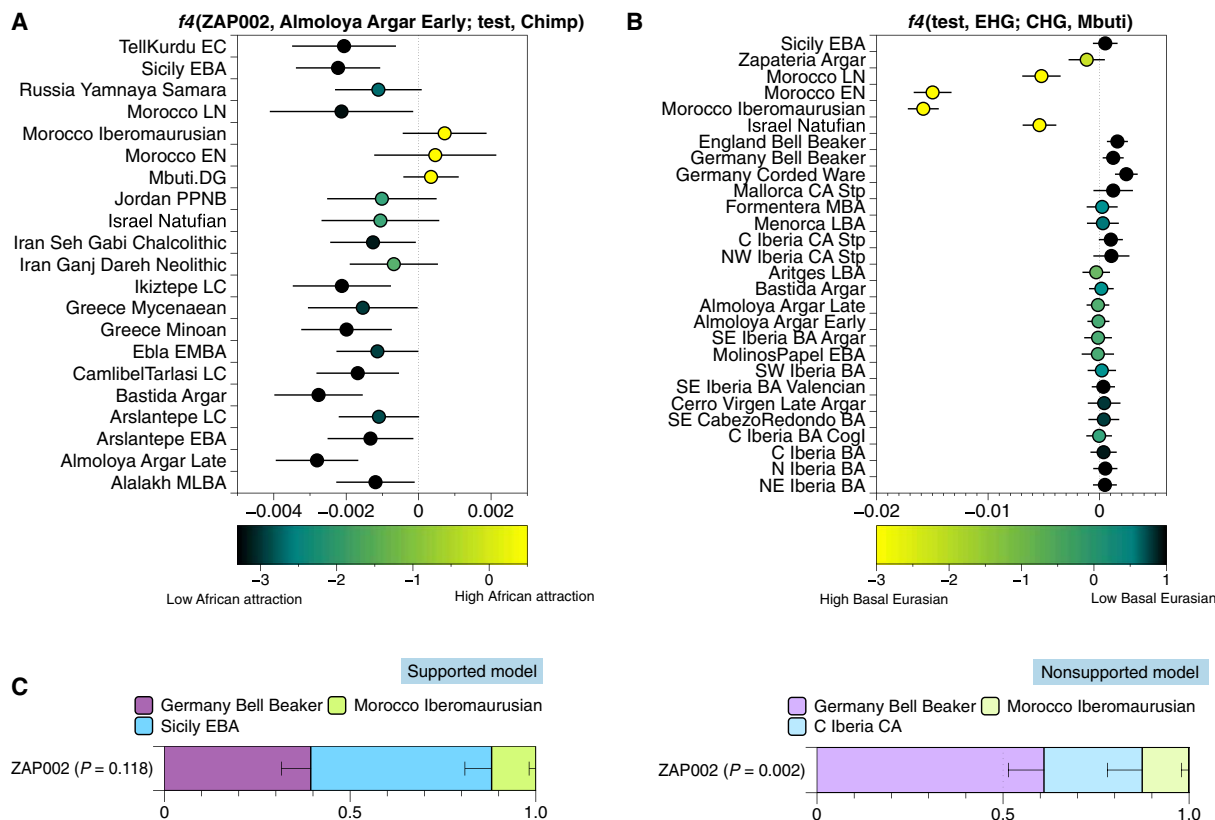 A
f4(ZAP002, Almoloya Argar Early; test, Chimp)
TellKurdu EC
Sicily EBA
Russia Yamnaya Samara
Morocco LN
Morocco Iberomaurusian
Morocco EN
Mbuti.DG
Jordan PPNB
Israel Natufian
Iran Seh Gabi Chalcolithic
Iran Ganj Dareh Neolithic
Ikiztepe LC
Greece Mycenaean
Greece Minoan
Ebla EMBA
CamlibelTarlasi LC
Bastida Argar
Arslantepe LC
Arslantepe EBA
Almoloya Argar Late
Alalakh MLBA
−0.004 −0.002 0 0.002
−3 −2 −1 0
Low African attraction High African attraction
B
f4(test, EHG; CHG, Mbuti)
Sicily EBA
Zapateria Argar
Morocco LN
Morocco EN
Morocco Iberomaurusian
Israel Natufian
England Bell Beaker
Germany Bell Beaker
Germany Corded Ware
Mallorca CA Stp
Formentera MBA
Menorca LBA
C Iberia CA Stp
NW Iberia CA Stp
Aritges LBA
Bastida Argar
Almoloya Argar Late
Almoloya Argar Early
SE Iberia BA Argar
MolinosPapel EBA
SW Iberia BA
SE Iberia BA Valencian
Cerro Virgen Late Argar
SE CabezoRedondo BA
C Iberia BA CogI
C Iberia BA
N Iberia BA
NE Iberia BA
−0.02 −0.01 0
−3 −2 −1 0 1
High Basal Eurasian Low Basal Eurasian
C
Supported model
Germany Bell Beaker Morocco Iberomaurusian
Sicily EBA
ZAP002 (P = 0.118)
0 0.5 1.0
Nonsupported model
Germany Bell Beaker Morocco Iberomaurusian
C Iberia CA
ZAP002 (P = 0.002)
0 0.5 1.0